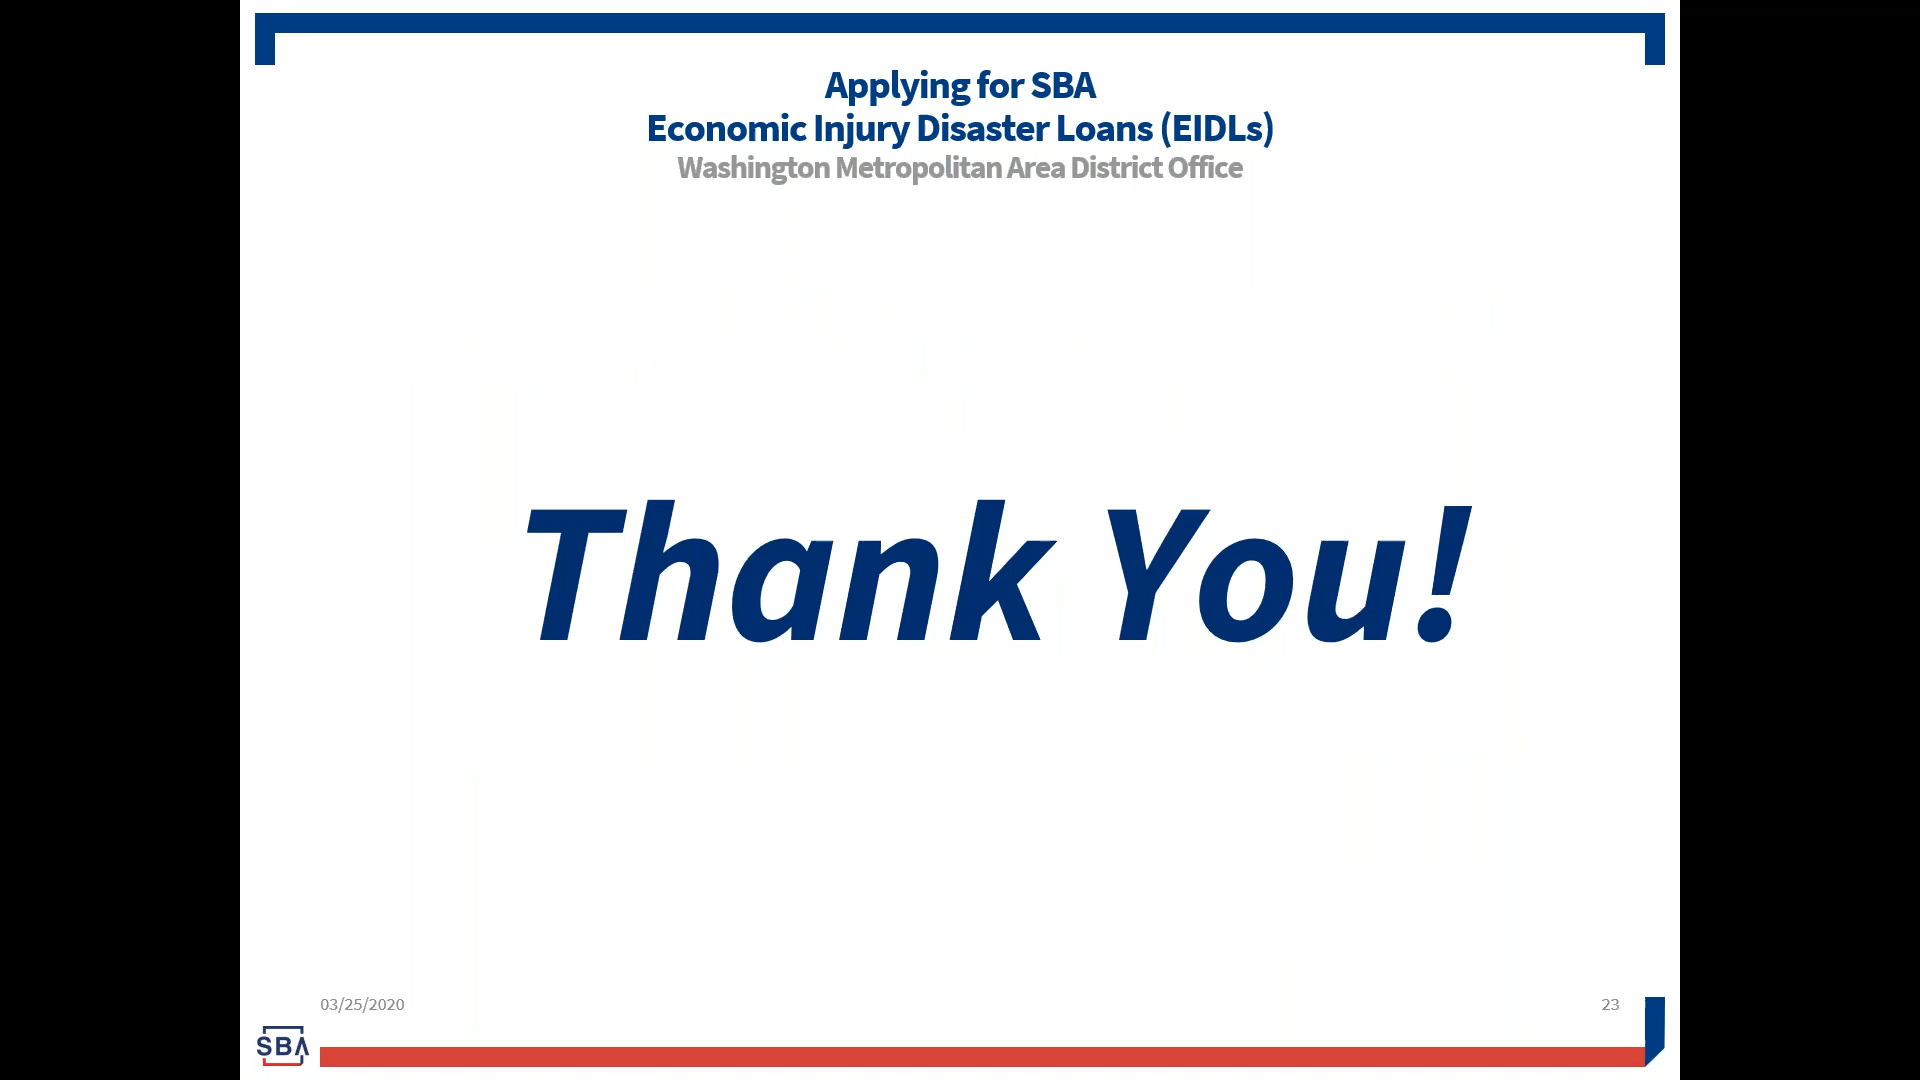 Applying for SBA
Economic Injury Disaster Loans (EIDLs)
Washington Metropolitan Area District Office
Thank You!
03/25/2020
23
SBA